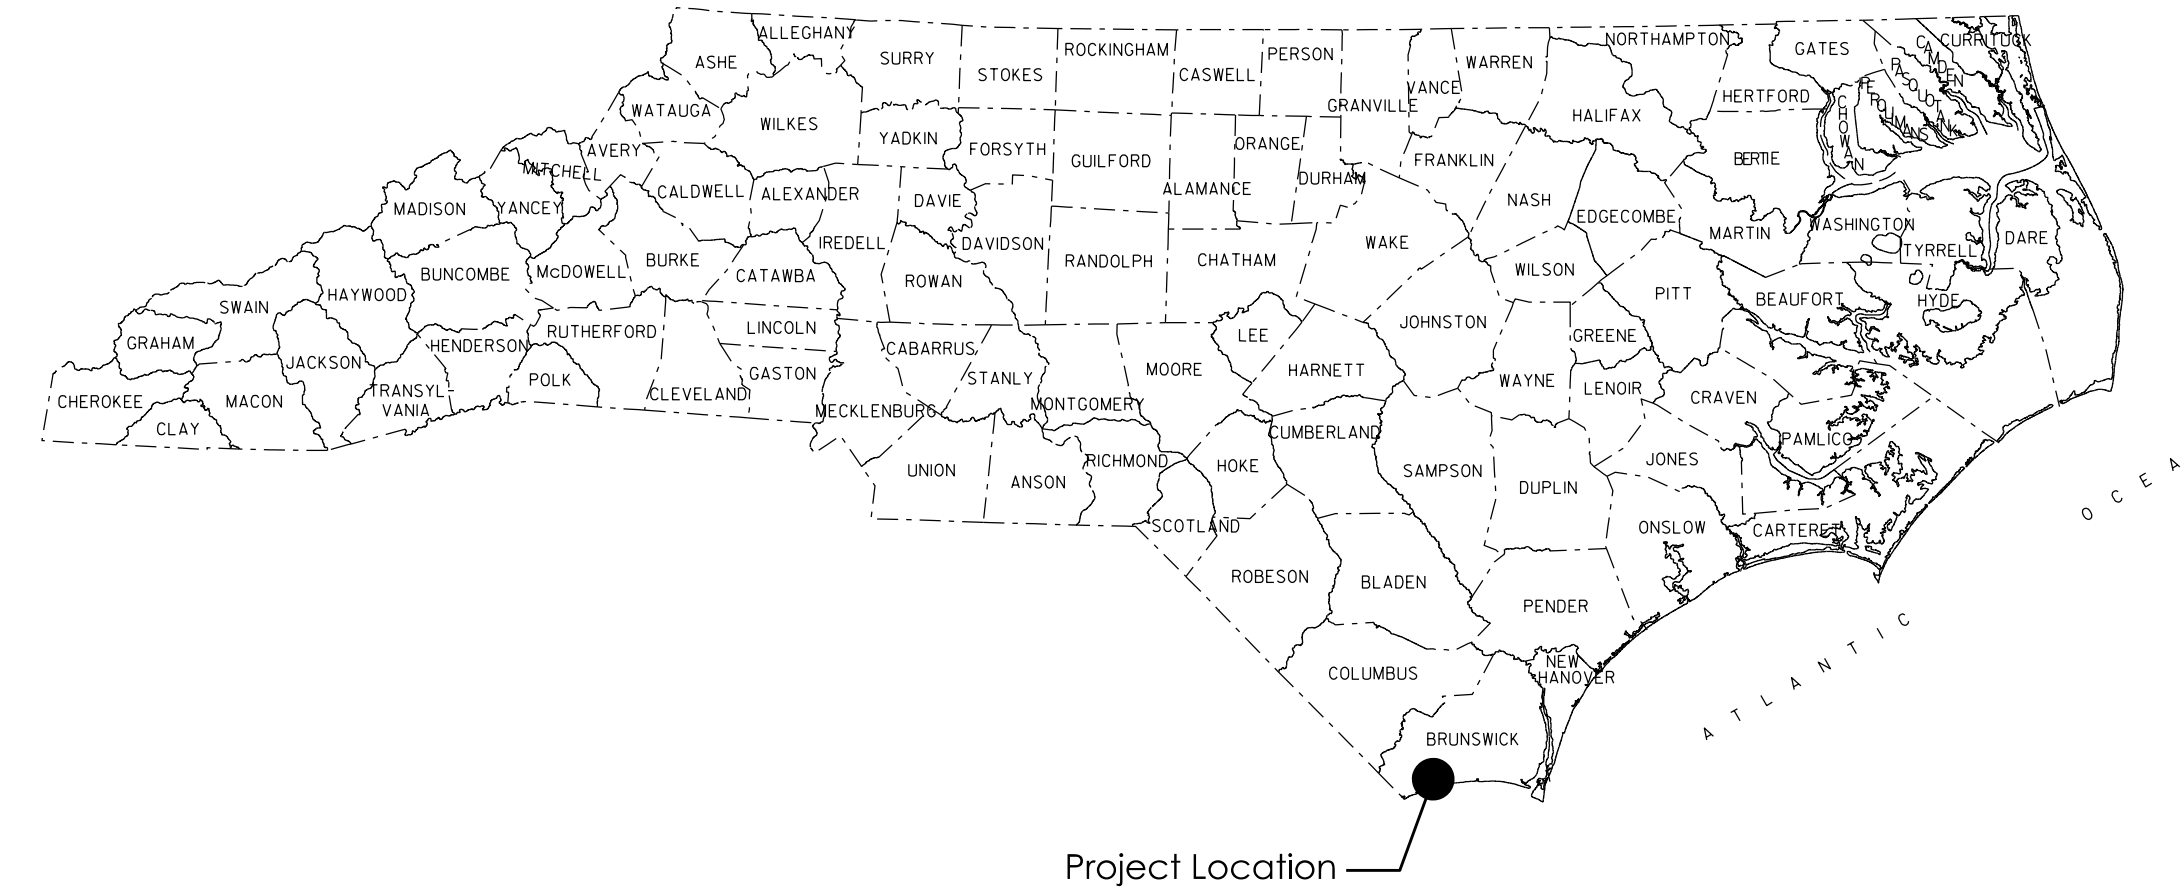 ALLEGHANY
ASHE
SURRY
STOKES
ROCKINGHAM
CASWELL
PERSON
GRANVILLE
VANCE
WARREN
NORTHAMPTON
GATES
CAMDEN
CURRITUCK
PASQUOTANK
PERQUIMANS
CHOWAN
HERTFORD
HALIFAX
WATAUGA
WILKES
YADKIN
FORSYTH
GUILFORD
ORANGE
DURHAM
ALAMANCE
FRANKLIN
BERTIE
AVERY
MITCHELL
YANCEY
MADISON
CALDWELL
ALEXANDER
DAVIE
IREDELL
DAVIDSON
RANDOLPH
CHATHAM
WAKE
NASH
EDGECOMBE
MARTIN
WASHINGTON
TYRRELL
DARE
BUNCOMBE
McDOWELL
BURKE
CATAWBA
ROWAN
WILSON
PITT
BEAUFORT
HYDE
SWAIN
HAYWOOD
GRAHAM
JACKSON
HENDERSON
RUTHERFORD
LINCOLN
CABARRUS
LEE
JOHNSTON
GREENE
CHEROKEE
CLAY
MACON
TRANSYL-
VANIA
POLK
CLEVELAND
GASTON
MECKLENBURG
STANLY
MONTGOMERY
MOORE
HARNETT
WAYNE
LENOIR
CRAVEN
PAMLICO
UNION
ANSON
RICHMOND
HOKE
CUMBERLAND
SAMPSON
DUPLIN
JONES
SCOTLAND
ONSLOW
CARTERET
ROBESON
BLADEN
PENDER
COLUMBUS
NEW
HANOVER
BRUNSWICK
ATLANTIC
OCEA
Project Location